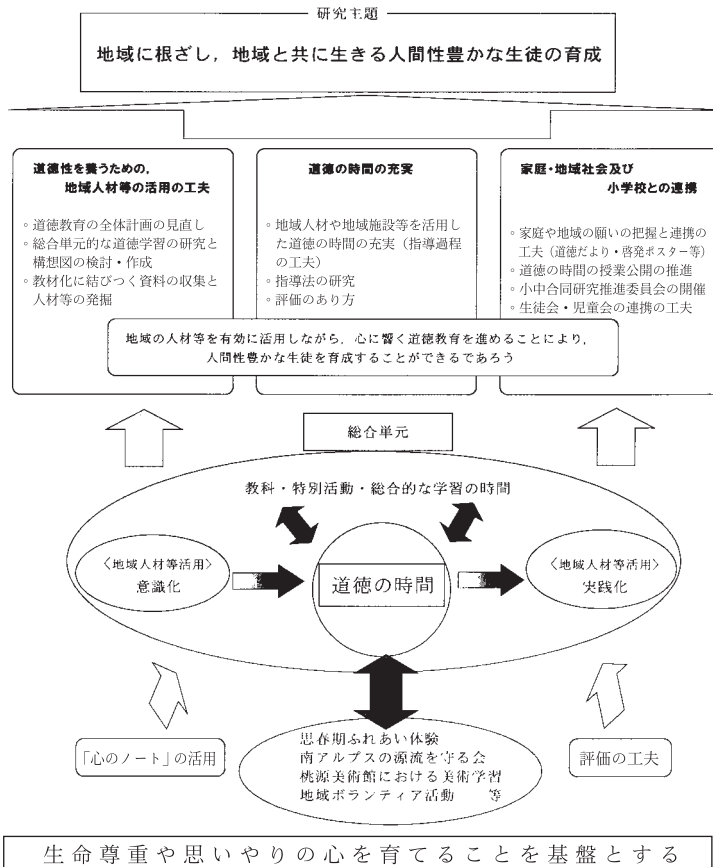 研究主題
地域に根ざし，地域と共に生きる人間性豊かな生徒の育成
道徳性を養うための，
地域人材等の活用の工夫
◦道徳教育の全体計画の見直し
◦総合単元的な道徳学習の研究と
構想図の検討・作成
◦教材化に結びつく資料の収集と
人材等の発掘
道徳の時間の充実
◦地域人材や地域施設等を活用し
た道徳の時間の充実（指導過程
の工夫）
◦指導法の研究
◦評価のあり方
家庭・地域社会及び
小学校との連携
◦家庭や地域の願いの把握と連携の
工夫（道徳だより・啓発ポスター等）
◦道徳の時間の授業公開の推進
◦小中合同研究推進委員会の開催
◦生徒会・児童会の連携の工夫
地域の人材等を有効に活用しながら，心に響く道徳教育を進めることにより，
人間性豊かな生徒を育成することができるであろう
総合単元
教科・特別活動・総合的な学習の時間
〈地域人材等活用〉
意識化
道徳の時間
〈地域人材等活用〉
実践化
「心のノート」の活用
思春期ふれあい体験
南アルプスの源流を守る会
桃源美術館における美術学習
地域ボランティア活動　等
評価の工夫
生命尊重や思いやりの心を育てることを基盤とする